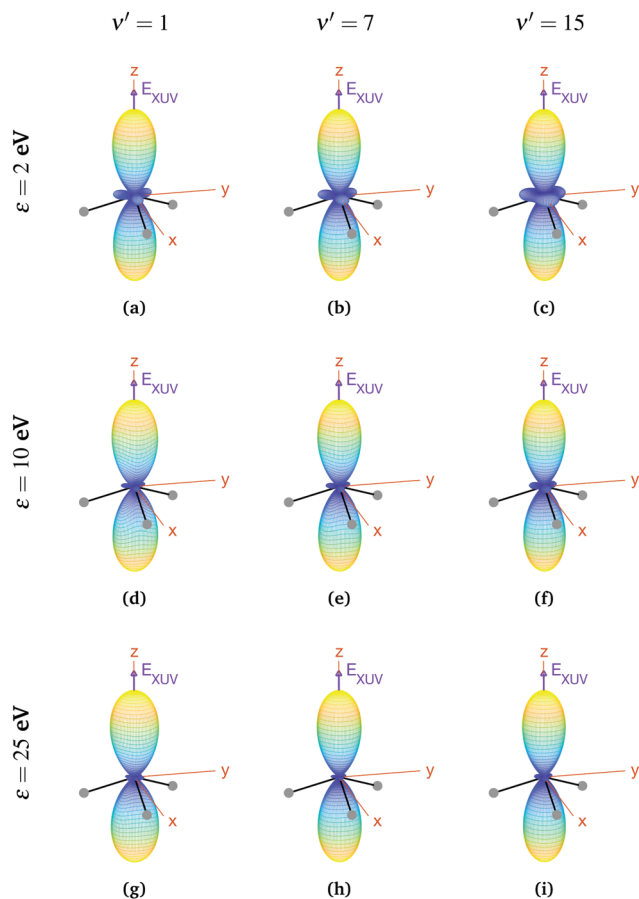 ν′ = 1 ν′ = 7 ν′ = 15
ε = 2 eV
z z z
E_XUV E_XUV E_XUV
y y y
x x x
(a) (b) (c)
ε = 10 eV
z z z
E_XUV E_XUV E_XUV
y y y
x x x
(d) (e) (f)
ε = 25 eV
z z z
E_XUV E_XUV E_XUV
y y y
x x x
(g) (h) (i)